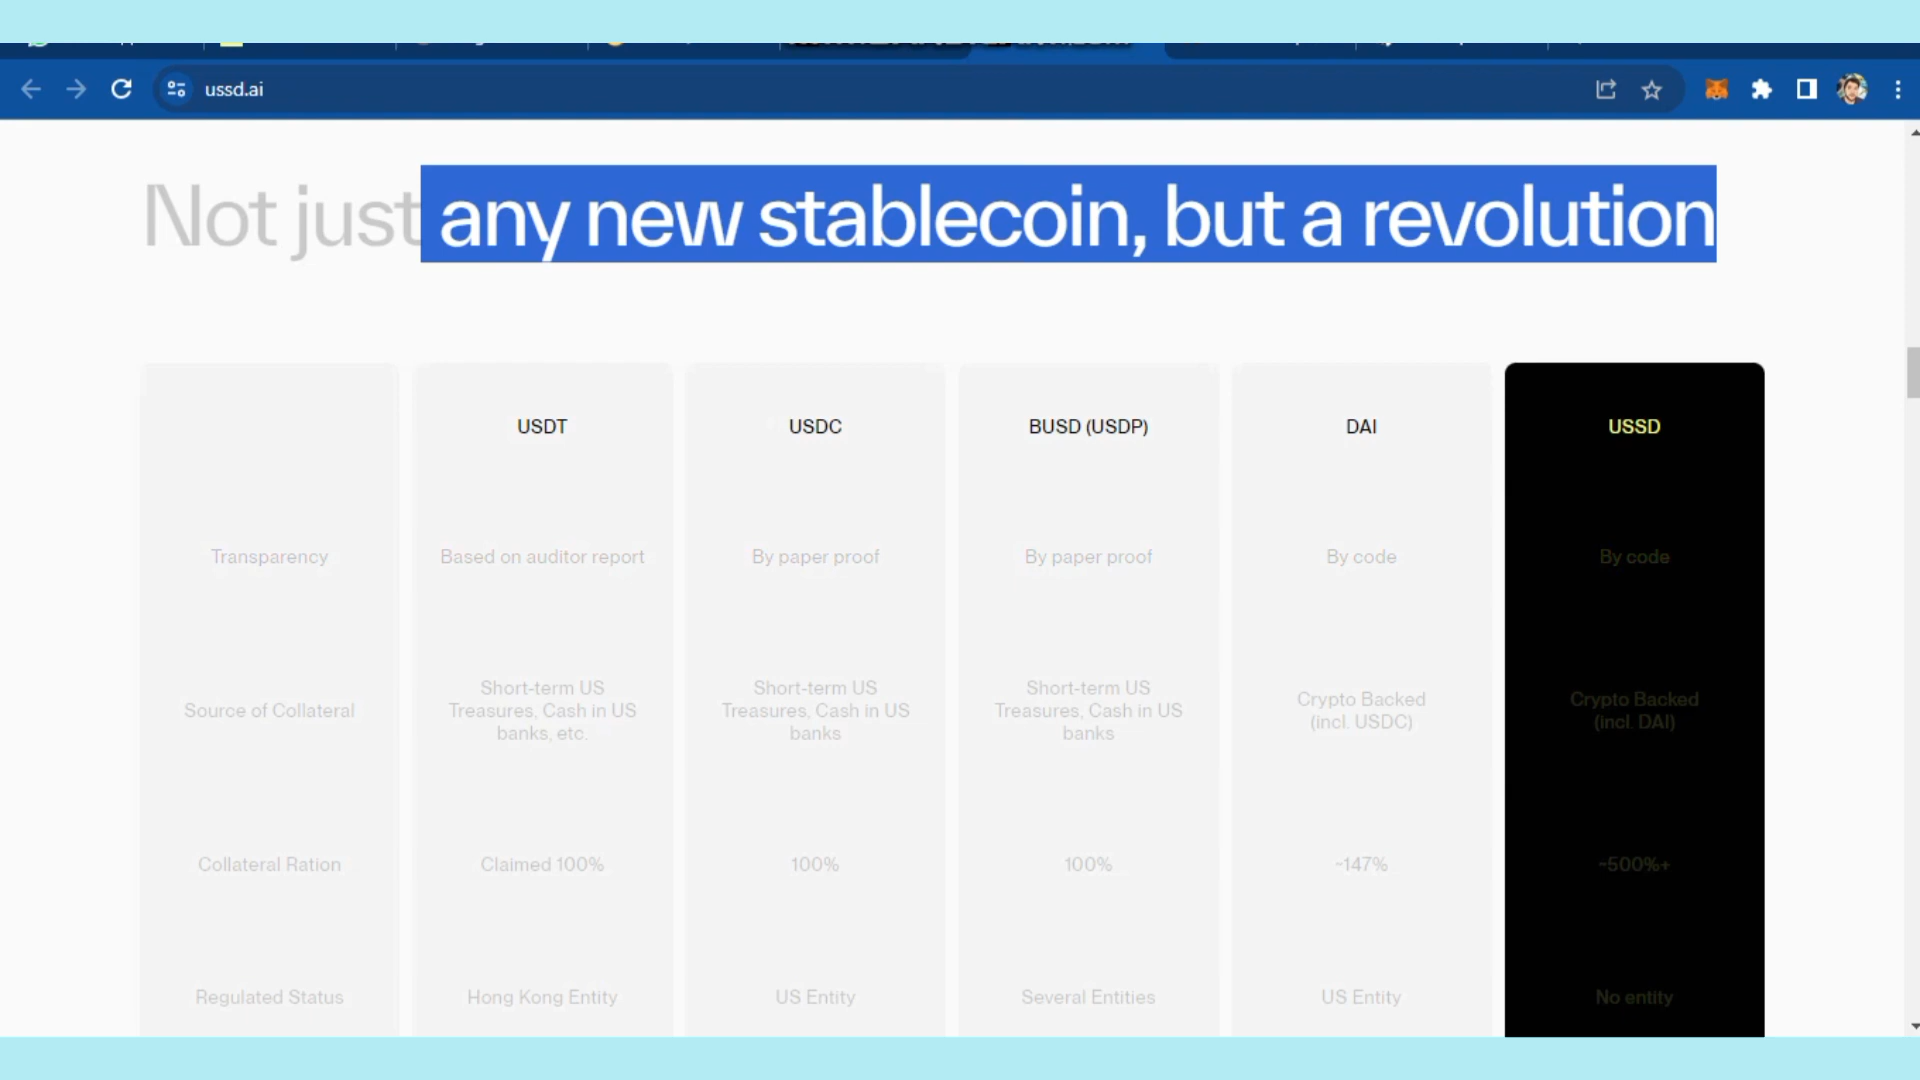 ussd.ai
Not just any new stablecoin, but a revolution
USDT USDC BUSD (USDP) DAI USSD
Transparency Based on auditor report By paper proof By paper proof By code By code
Source of Collateral
Short-term US
Treasures, Cash in US
banks, etc.
Short-term US
Treasures, Cash in US
banks
Short-term US
Treasures, Cash in US
banks
Crypto Backed
(incl. USDC)
Crypto Backed
(incl. DAI)
Collateral Ration Claimed 100% 100% 100% ~147% ~500%+
Regulated Status Hong Kong Entity US Entity Several Entities US Entity No entity